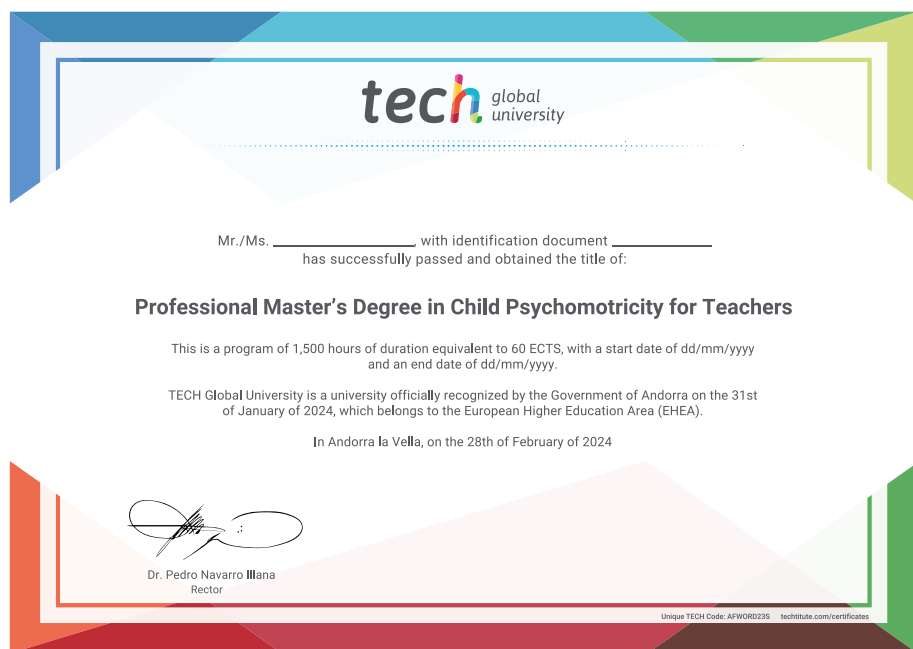 tech global university
Mr./Ms. ____________, with identification document ____________
has successfully passed and obtained the title of:
Professional Master's Degree in Child Psychomotricity for Teachers
This is a program of 1,500 hours of duration equivalent to 60 ECTS, with a start date of dd/mm/yyyy
and an end date of dd/mm/yyyy.
TECH Global University is a university officially recognized by the Government of Andorra on the 31st
of January of 2024, which belongs to the European Higher Education Area (EHEA).
In Andorra la Vella, on the 28th of February of 2024
Dr. Pedro Navarro Illana
Rector
Unique TECH Code: AFWORD23S techtitute.com/certificates